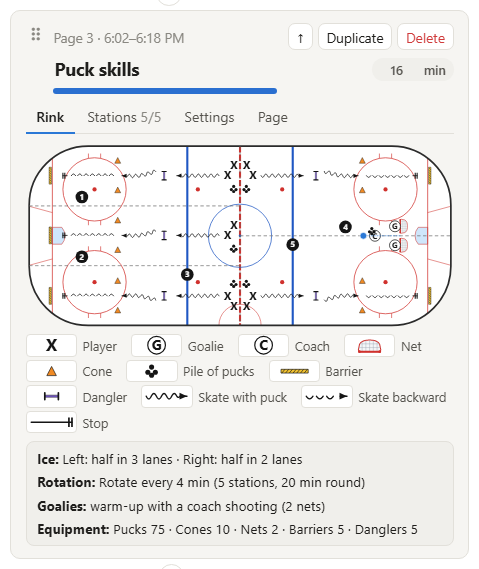 Page 3 · 6:02–6:18 PM
↑ Duplicate Delete
Puck skills
16 min
Rink Stations 5/5 Settings Page
X X
X X
1
X
4
G
C
X
5
G
2
3
X X
X X
X Player G Goalie C Coach Net
Cone Pile of pucks Barrier
Dangler Skate with puck Skate backward
Stop
Ice: Left: half in 3 lanes · Right: half in 2 lanes
Rotation: Rotate every 4 min (5 stations, 20 min round)
Goalies: warm-up with a coach shooting (2 nets)
Equipment: Pucks 75 · Cones 10 · Nets 2 · Barriers 5 · Danglers 5